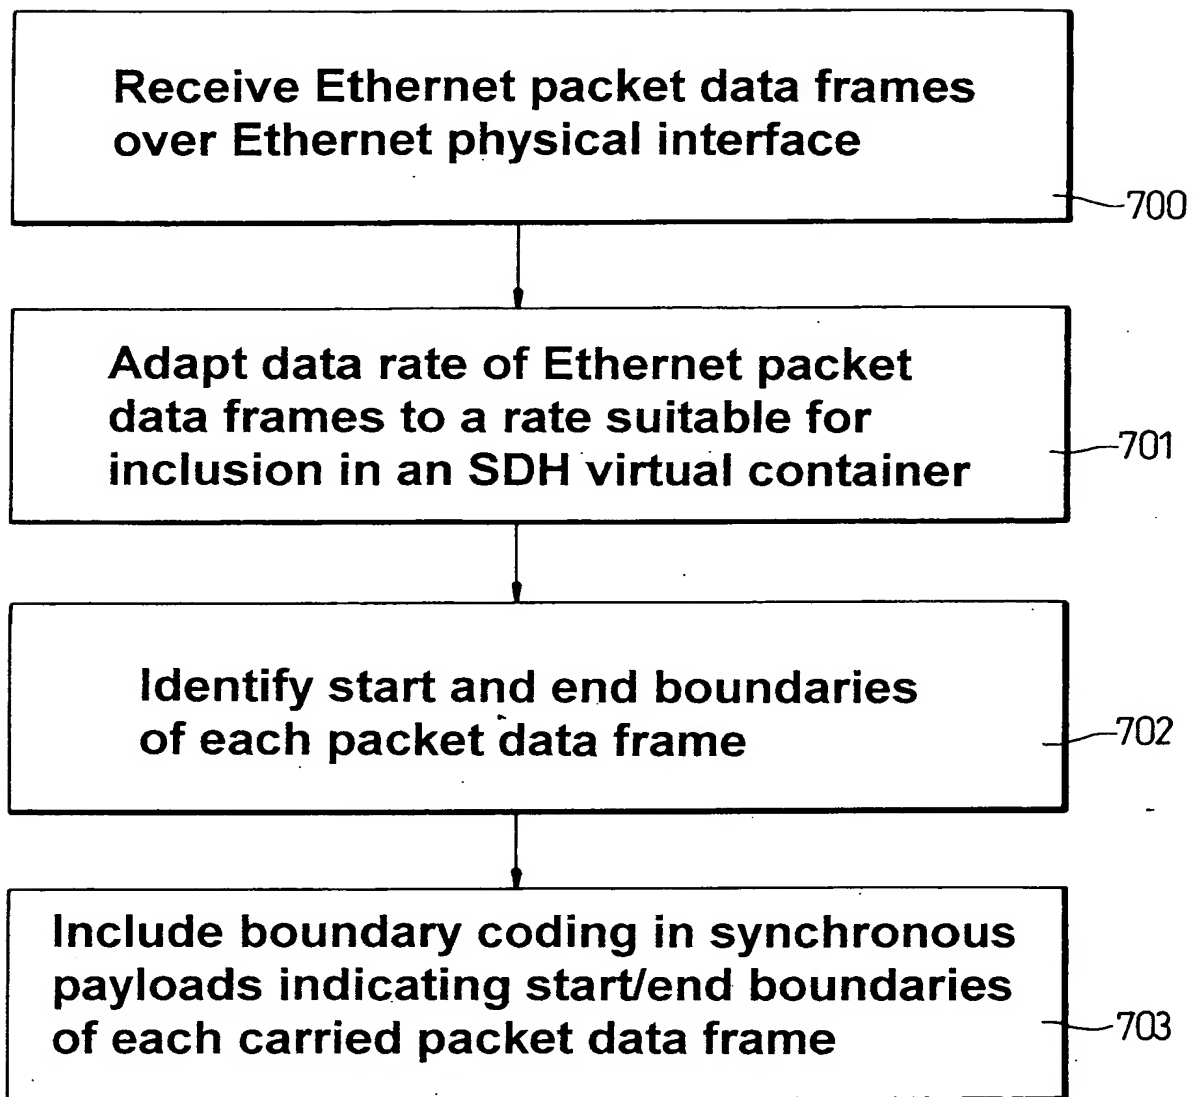 Receive Ethernet packet data frames
over Ethernet physical interface
700
Adapt data rate of Ethernet packet
data frames to a rate suitable for
inclusion in an SDH virtual container
701
Identify start and end boundaries
of each packet data frame
702
Include boundary coding in synchronous
payloads indicating start/end boundaries
of each carried packet data frame
703